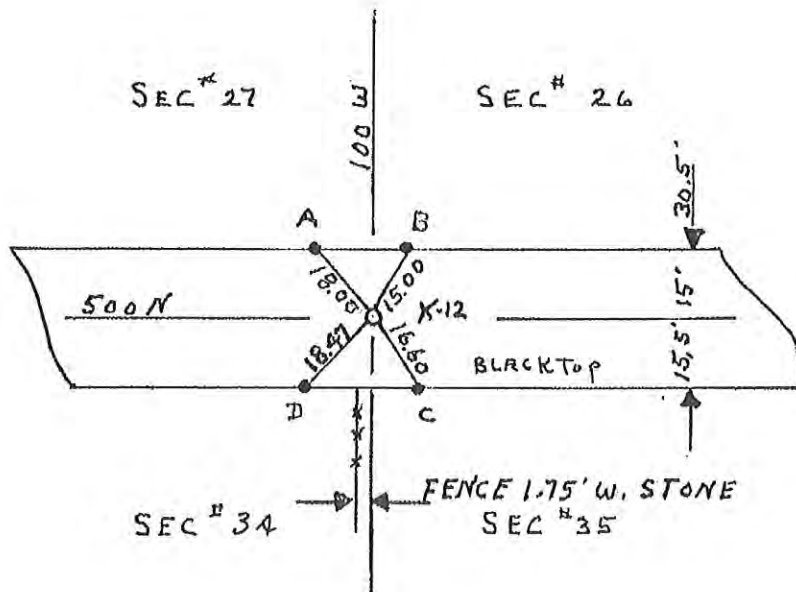 SEC # 27
SEC # 26
100 W
30.5'
A
B
18.00
15.00
15'
500 N
K-12
18.47
16.60
BLACKTOP
15.5'
D
C
FENCE 1.75' W. STONE
SEC # 34
SEC # 35